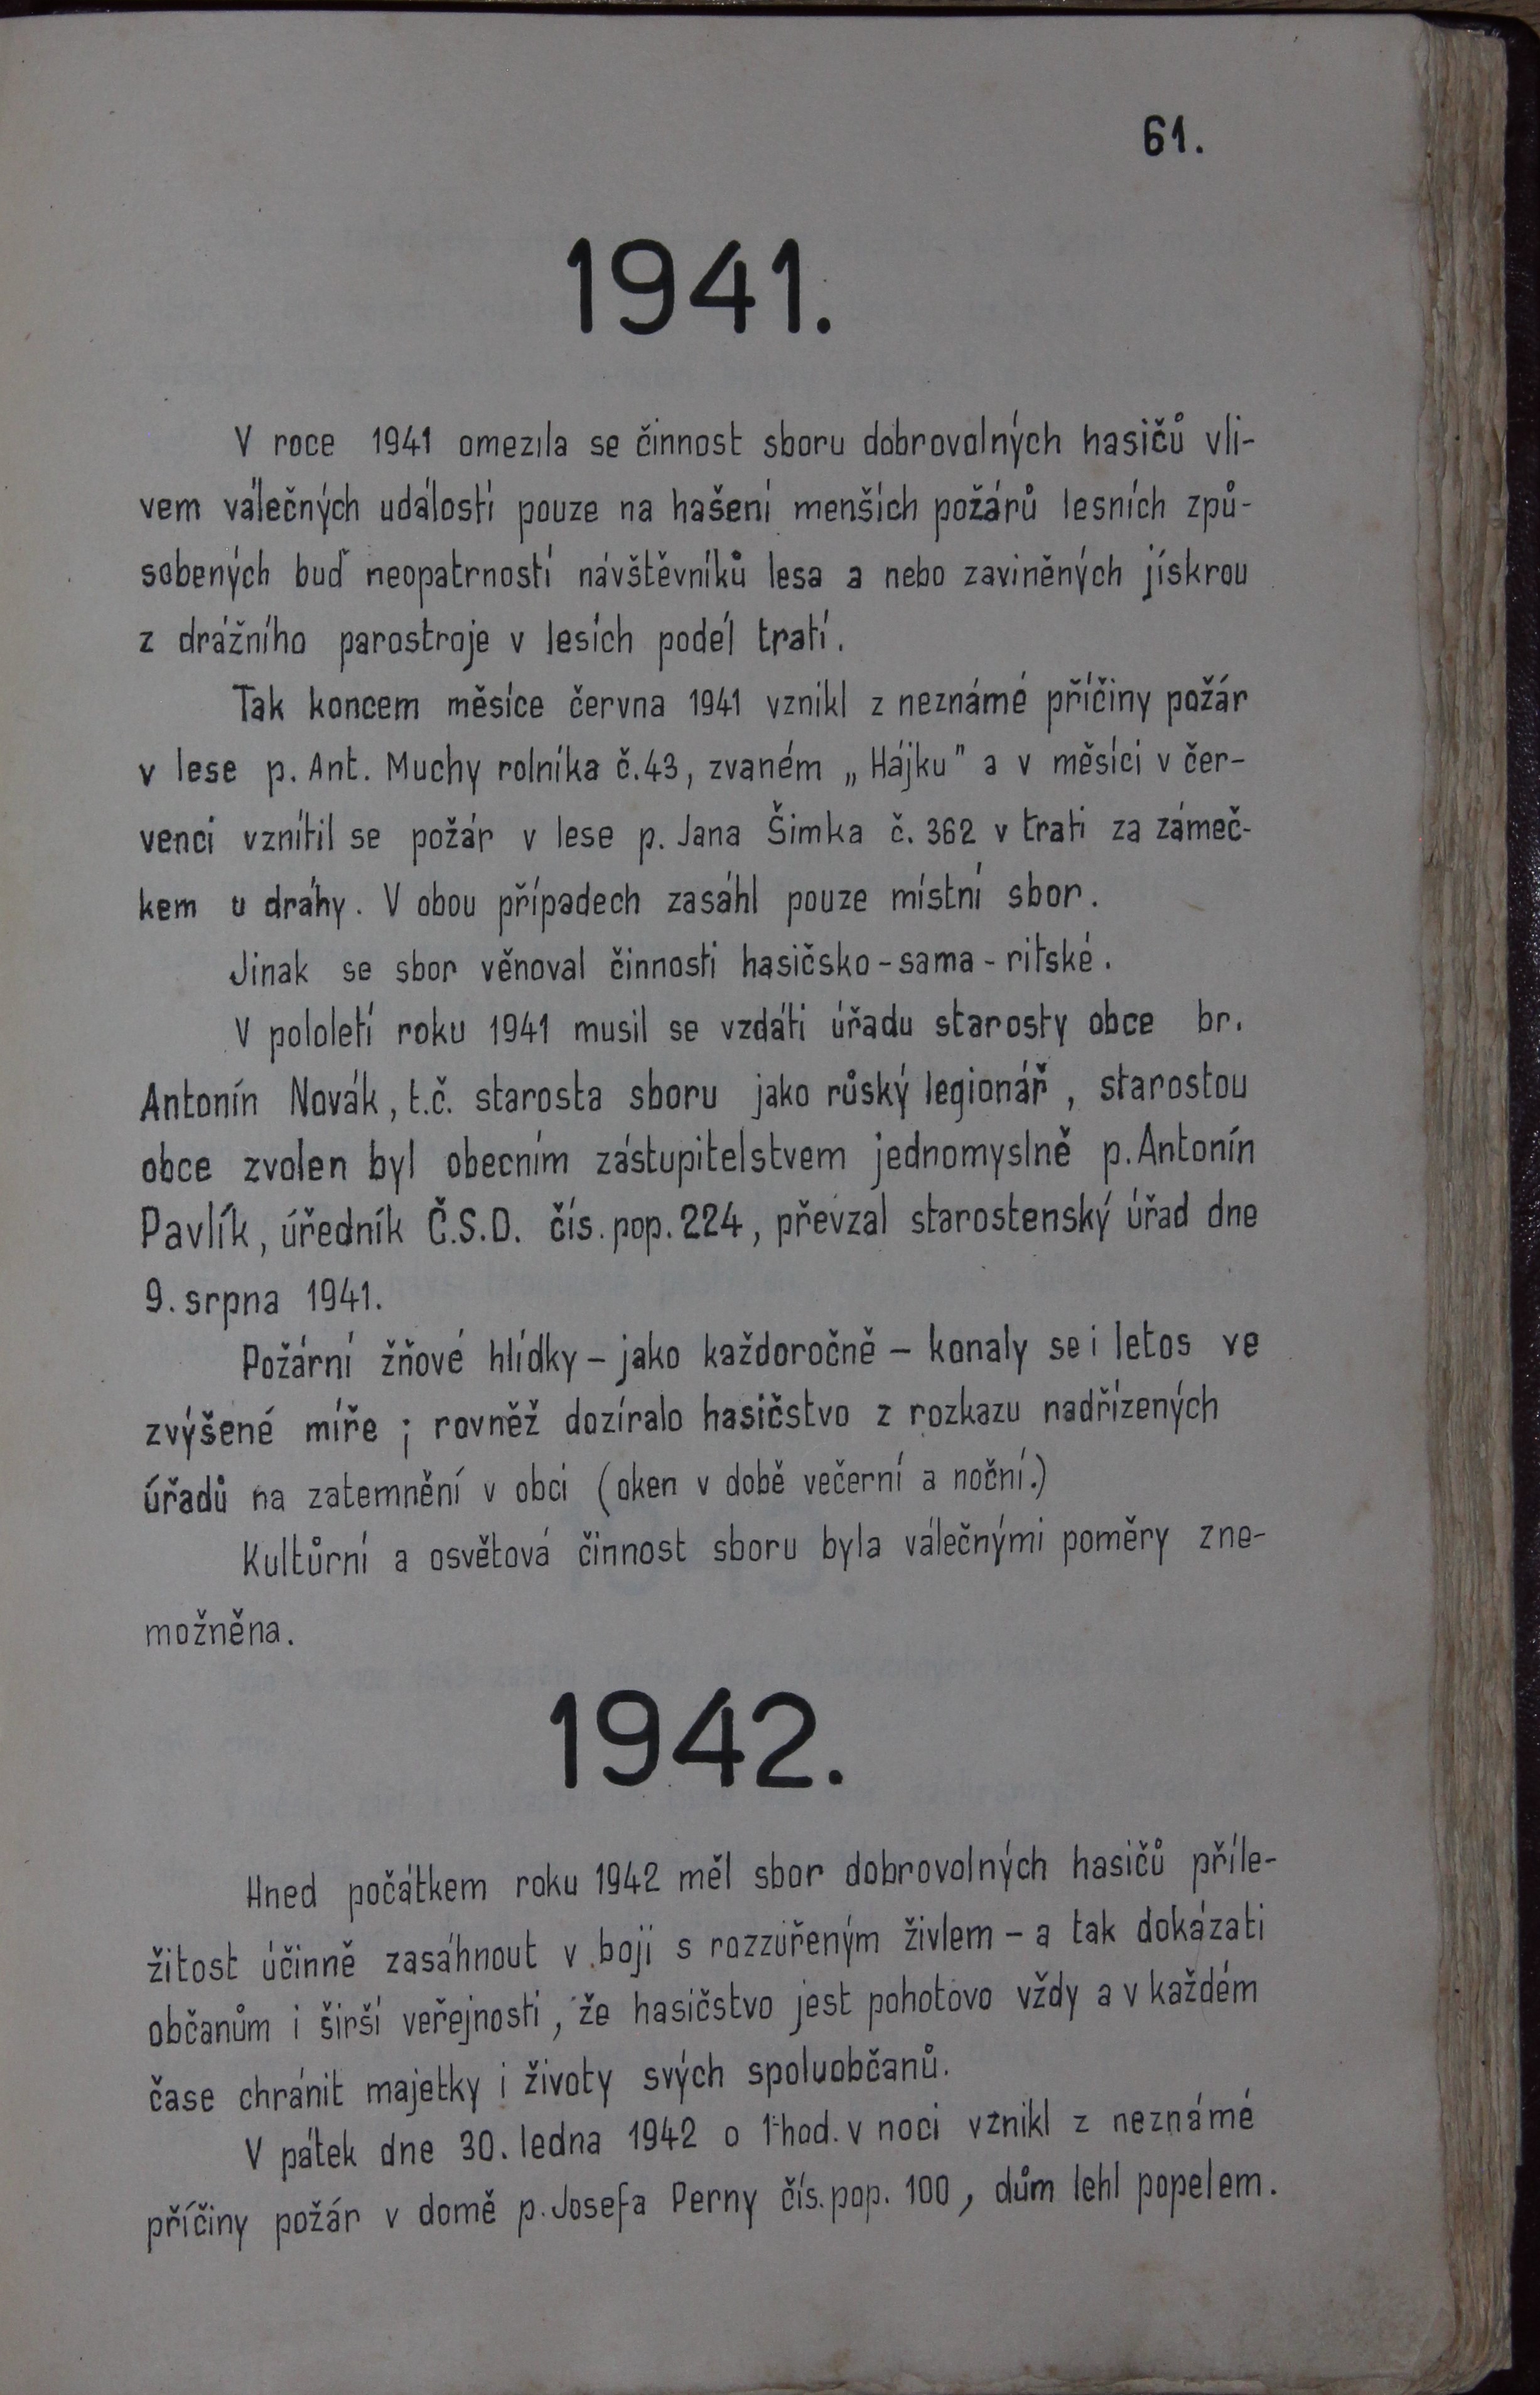 61.
1941.
V roce 1941 omezila se činnost sboru dobrovolných hasičů vli-
vem válečných událostí pouze na hašení menších požárů lesních způ-
sobených buď neopatrností návštěvníků lesa a nebo zaviněných jískrou
z drážního parostroje v lesích podél tratí.
Tak koncem měsíce června 1941 vznikl z neznámé příčiny požár
v lese p. Ant. Muchy rolníka č.43, zvaném „Hájku" a v měsíci v čer-
venci vznítil se požár v lese p. Jana Šimka č. 362 v trati za zámeč-
kem u dráhy. V obou případech zasáhl pouze místní sbor.
Jinak se sbor věnoval činnosti hasičsko-sama-ritské.
V pololetí roku 1941 musil se vzdáti úřadu starosty obce br.
Antonín Novák, t.č. starosta sboru jako růský legionář, starostou
obce zvolen byl obecním zástupitelstvem jednomyslně p. Antonín
Pavlík, úředník Č.S.D. čís. pop. 224, převzal starostenský úřad dne
9. srpna 1941.
Požární žňové hlídky – jako každoročně – konaly se i letos ve
zvýšené míře ; rovněž dozíralo hasičstvo z rozkazu nadřízených
úřadů na zatemnění v obci (oken v době večerní a noční.)
Kultůrní a osvětová činnost sboru byla válečnými poměry zne-
možněna.
1942.
Hned počátkem roku 1942 měl sbor dobrovolných hasičů příle-
žitost účinně zasáhnout v boji s rozzuřeným živlem – a tak dokázati
občanům i širší veřejnosti, že hasičstvo jest pohotovo vždy a v každém
čase chránit majetky i životy svých spoluobčanů.
V pátek dne 30. ledna 1942 o 1 hod. v noci vznikl z neznámé
příčiny požár v domě p. Josefa Perny čís. pop. 100, dům lehl popelem.